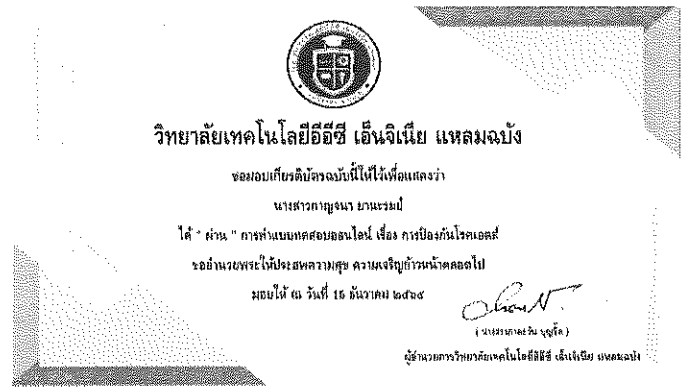 วิทยาลัยเทคโนโลยีอีอีซี เอ็นจิเนีย แหลมฉบัง
ขอมอบเกียรติบัตรฉบับนี้ไว้เพื่อแสดงว่า
นางสาวกาญจนา
ได้ " ผ่าน " การทำแบบทดสอบออนไลน์ เรื่อง การป้องกันโรคเอดส์
ขออำนวยพรให้ประสบความสุข ความเจริญก้าวหน้าตลอดไป
มอบให้ ณ วันที่ 15 ธันวาคม ๒๕๖๔
ผู้อำนวยการวิทยาลัยเทคโนโลยีอีอีซี เอ็นจิเนีย แหลมฉบัง